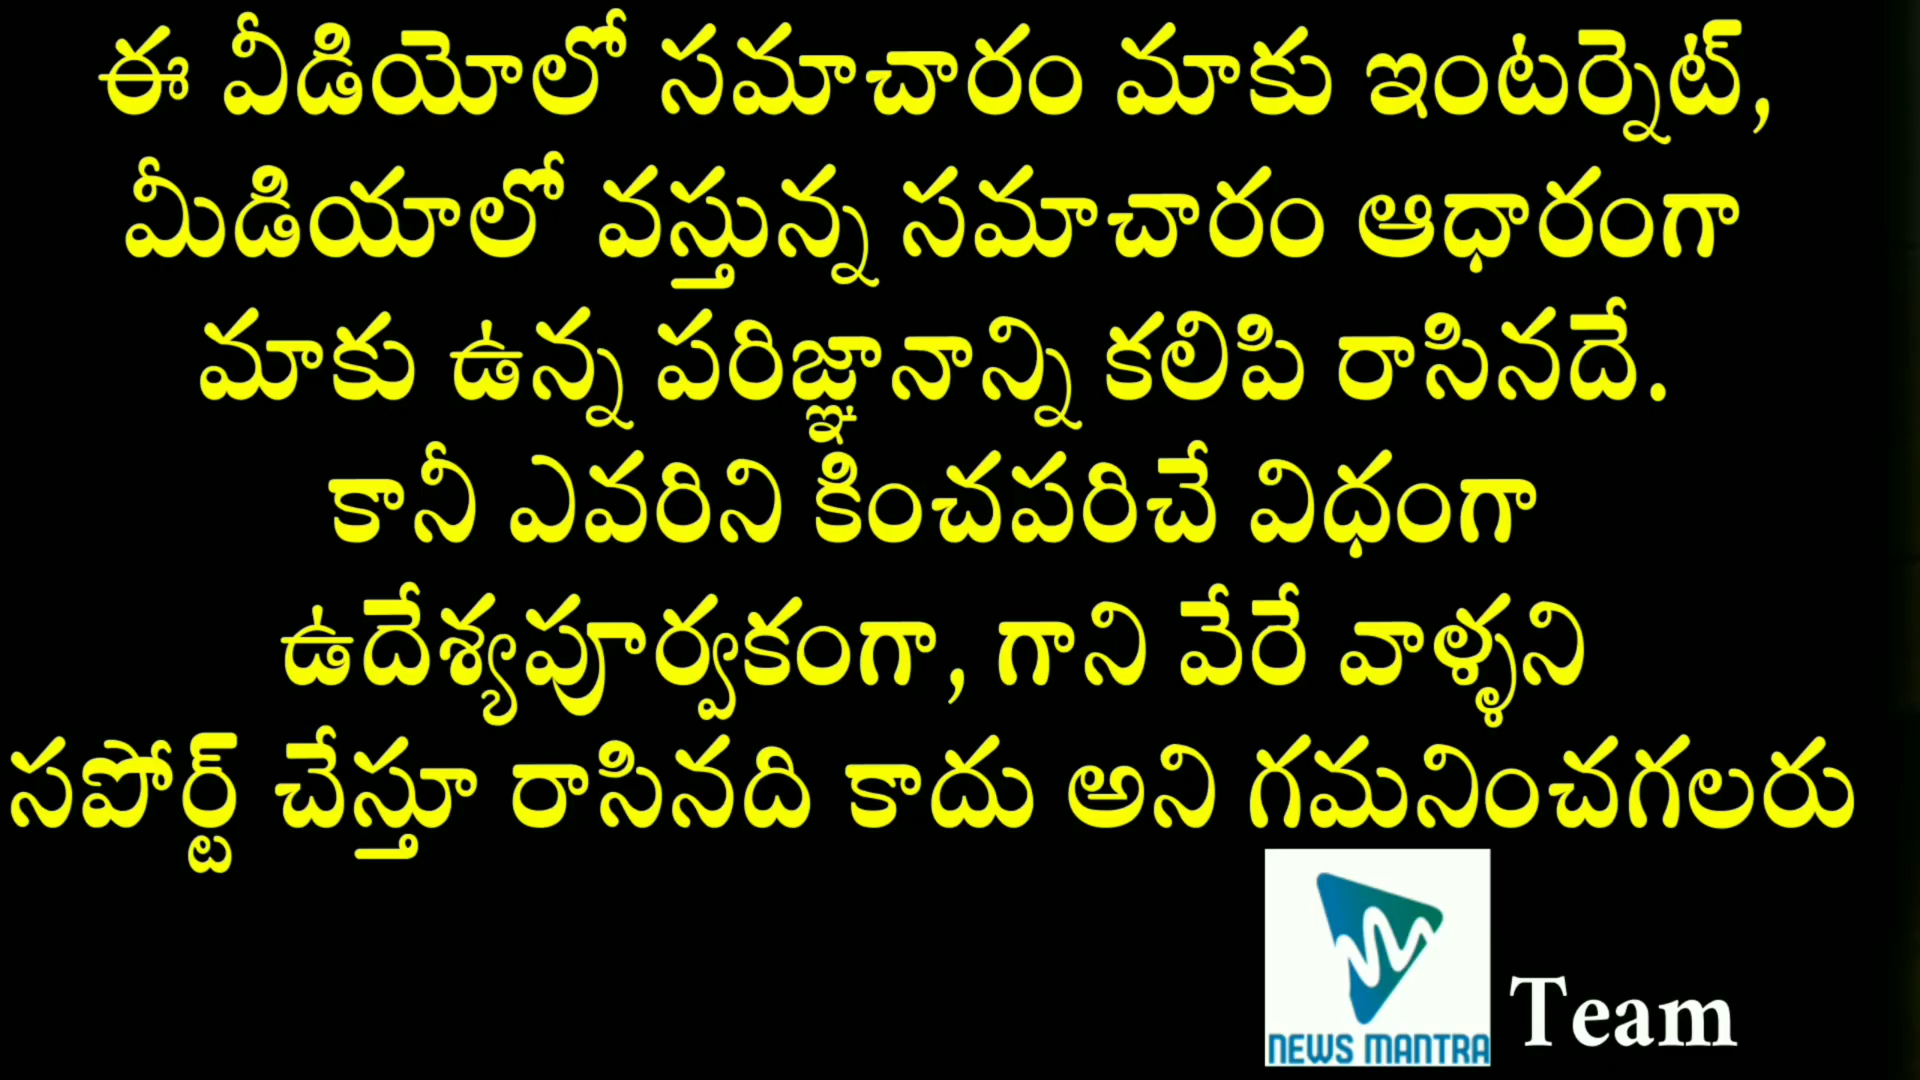 ఈ వీడియోలో సమాచారం మాకు ఇంటర్నెట్,
మీడియాలో వస్తున్న సమాచారం ఆధారంగా
మాకు ఉన్న పరిజ్ఞానాన్ని కలిపి రాసినదే.
కానీ ఎవరిని కించపరిచే విధంగా
ఉదేశ్యపూర్వకంగా, గాని వేరే వాళ్ళని
సపోర్ట్ చేస్తూ రాసినది కాదు అని గమనించగలరు
NEWS MANTRA Team